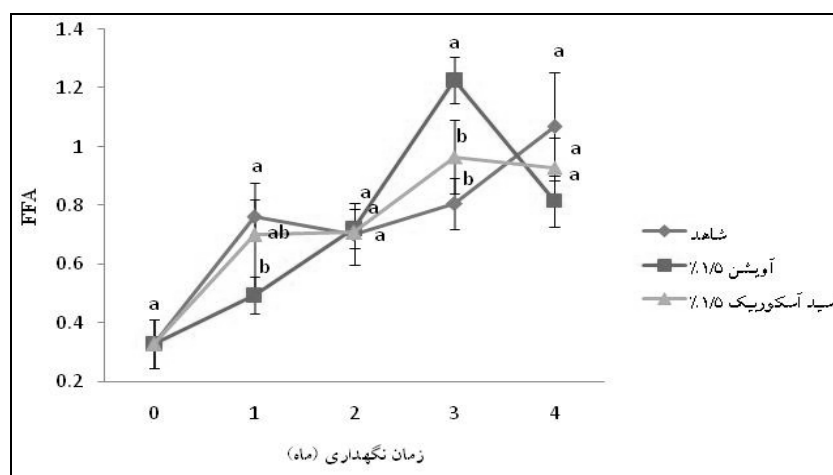 1.4
1.2
1
0.8
0.6
0.4
0.2
FFA
a
a
ab
b
a
a
a
a
b
b
a
a
a
0
1
2
3
4
زمان نگهداری (ماه)
شاهد
آویشن ۱/۵٪
سید آسکوربیک ۱/۵٪